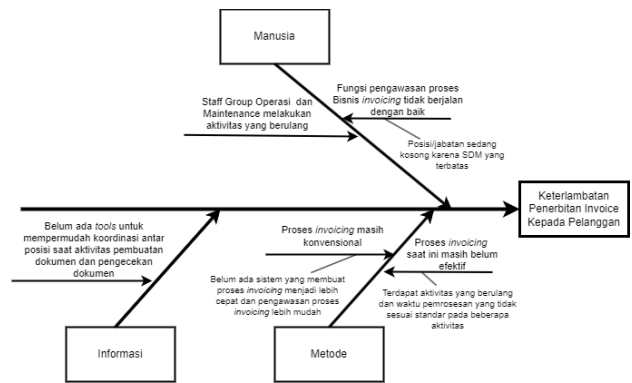 Manusia
Fungsi pengawasan proses
Bisnis invoicing tidak berjalan
dengan baik
Staff Group Operasi dan
Maintenance melakukan
aktivitas yang berulang
Posisi/jabatan sedang
kosong karena SDM yang
terbatas
Keterlambatan
Penerbitan Invoice
Kepada Pelanggan
Belum ada tools untuk
mempermudah koordinasi antar
posisi saat aktivitas pembuatan
dokumen dan pengecekan
dokumen
Proses invoicing masih
konvensional
Proses invoicing
saat ini masih belum
efektif
Belum ada sistem yang membuat
proses invoicing menjadi lebih
cepat dan pengawasan proses
invoicing lebih mudah
Terdapat aktivitas yang berulang
dan waktu pemrosesan yang tidak
sesuai standar pada beberapa
aktivitas
Informasi
Metode